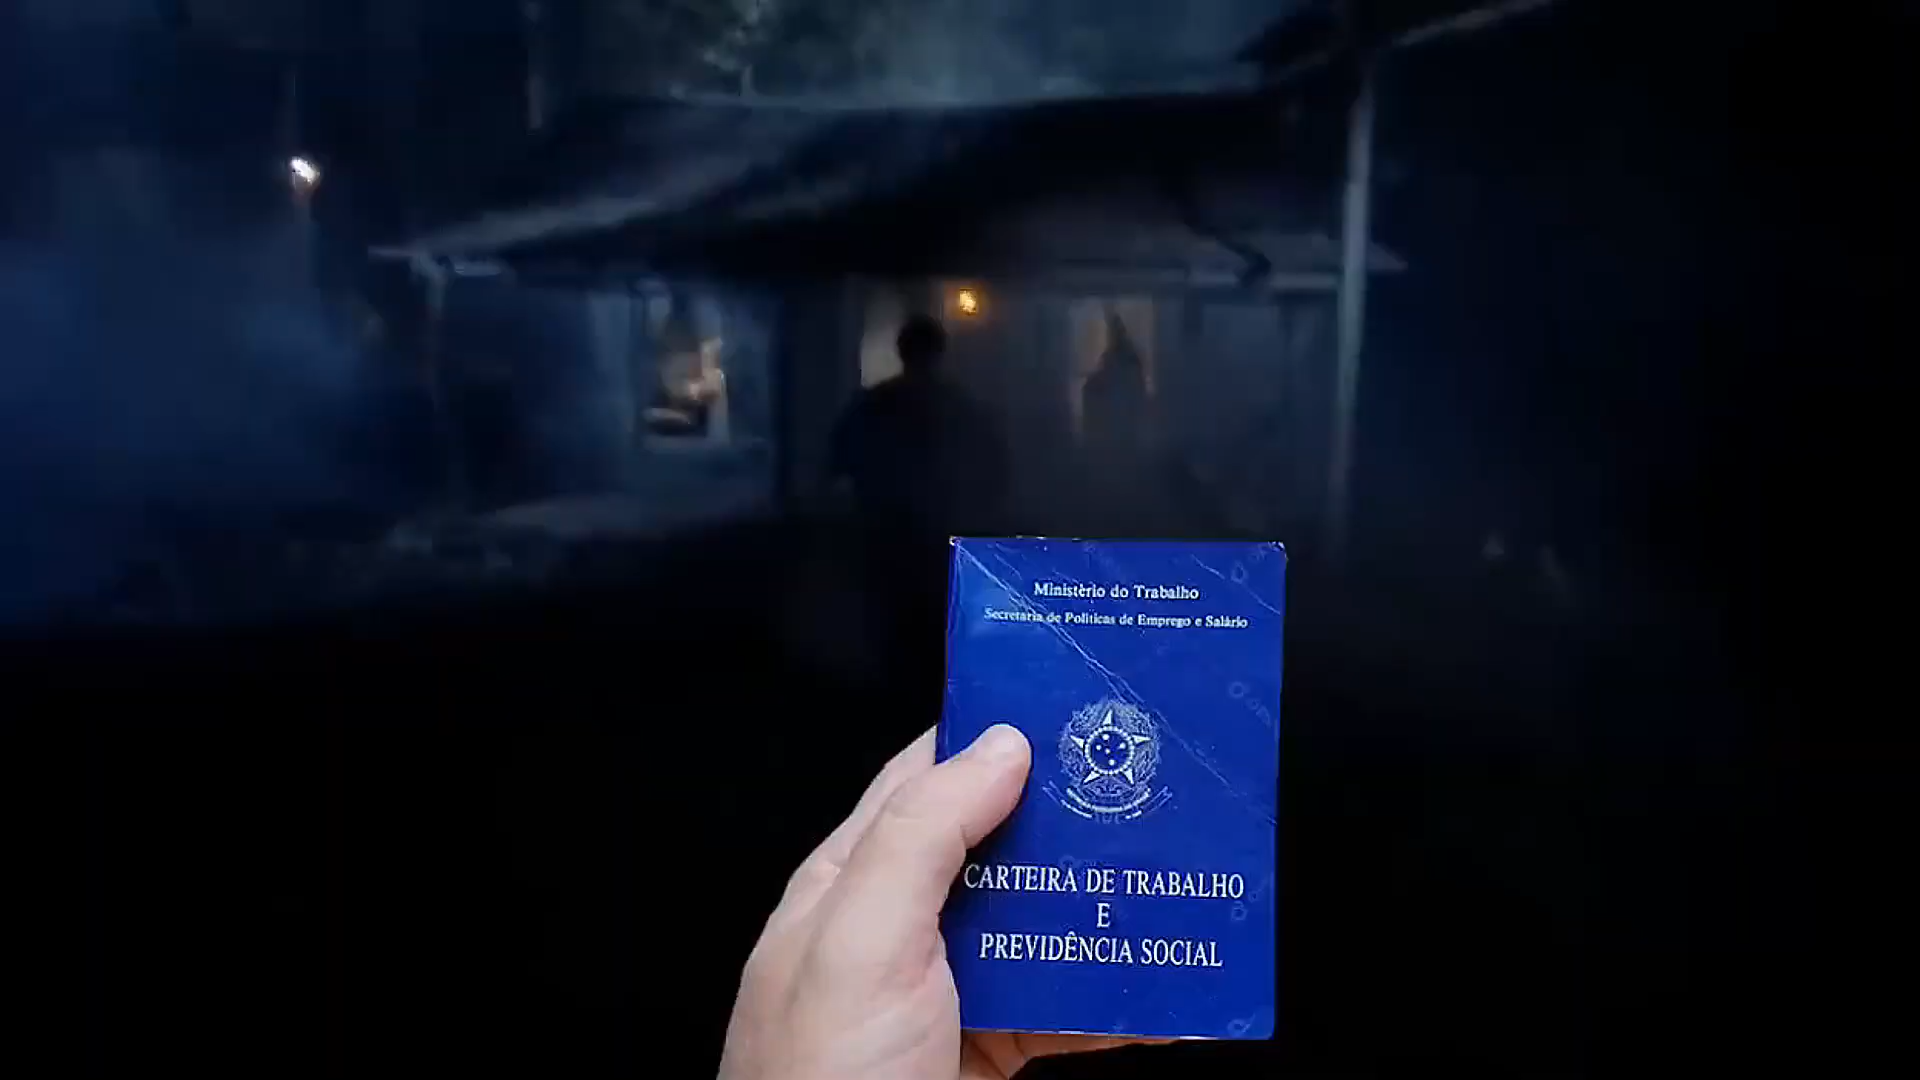 Ministério do Trabalho
Secretaria de Políticas de Emprego e Salário
CARTEIRA DE TRABALHO
E
PREVIDÊNCIA SOCIAL